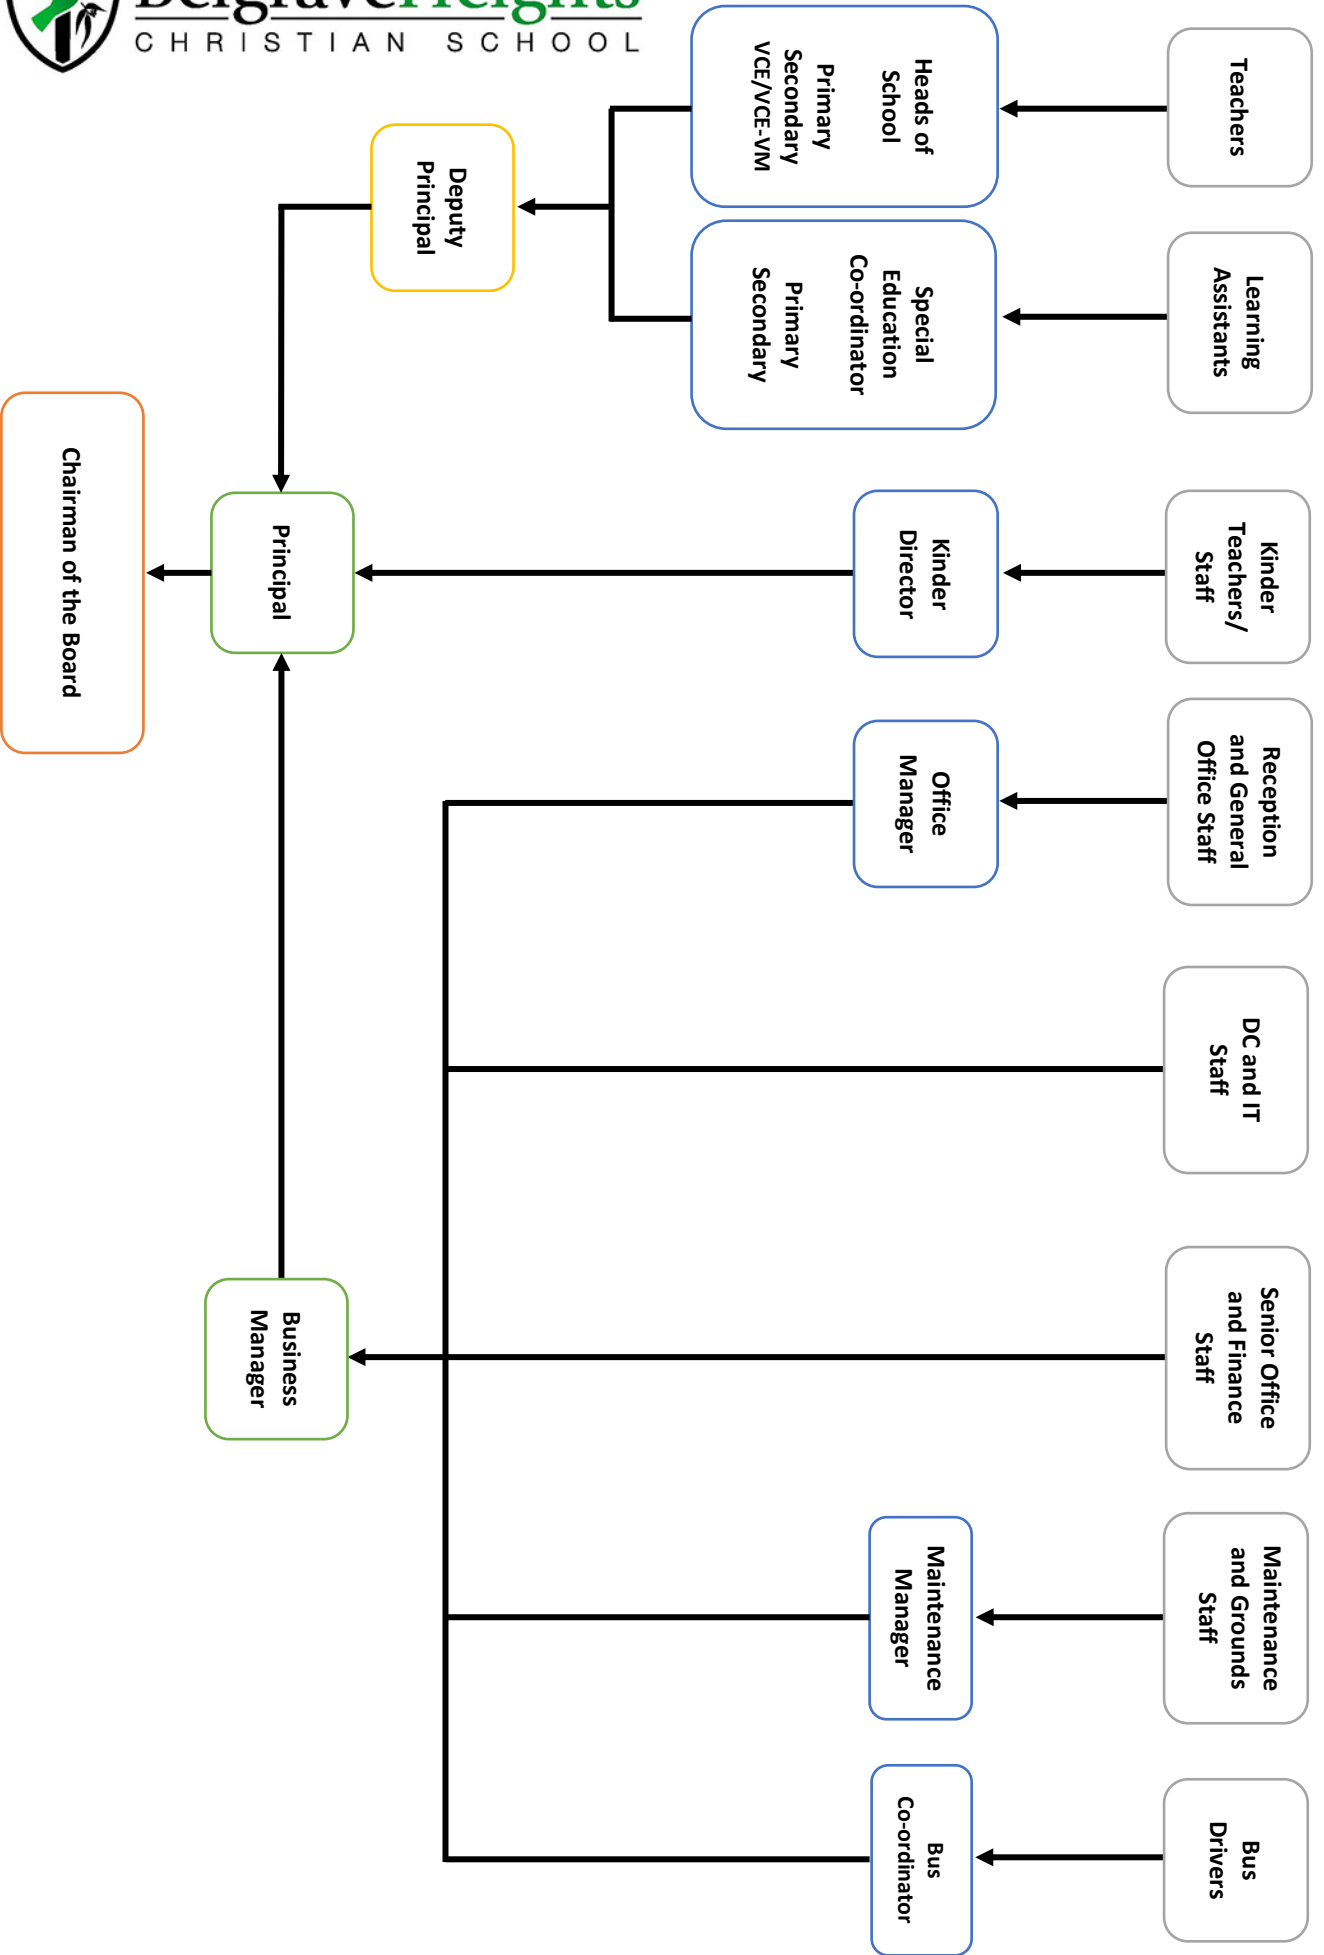 BelgraveHeights
CHRISTIAN SCHOOL
Teachers
Learning
Assistants
Kinder
Teachers/
Staff
Reception
and General
Office Staff
DC and IT
Staff
Senior Office
and Finance
Staff
Maintenance
and Grounds
Staff
Bus
Drivers
Heads of
School
Primary
Secondary
VCE/VCE-VM
Special
Education
Co-ordinator
Primary
Secondary
Kinder
Director
Office
Manager
Maintenance
Manager
Bus
Co-ordinator
Deputy
Principal
Principal
Business
Manager
Chairman of the Board